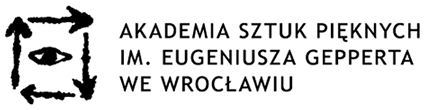 AKADEMIA SZTUK PIĘKNYCH
IM. EUGENIUSZA GEPPERTA
WE WROCŁAWIU